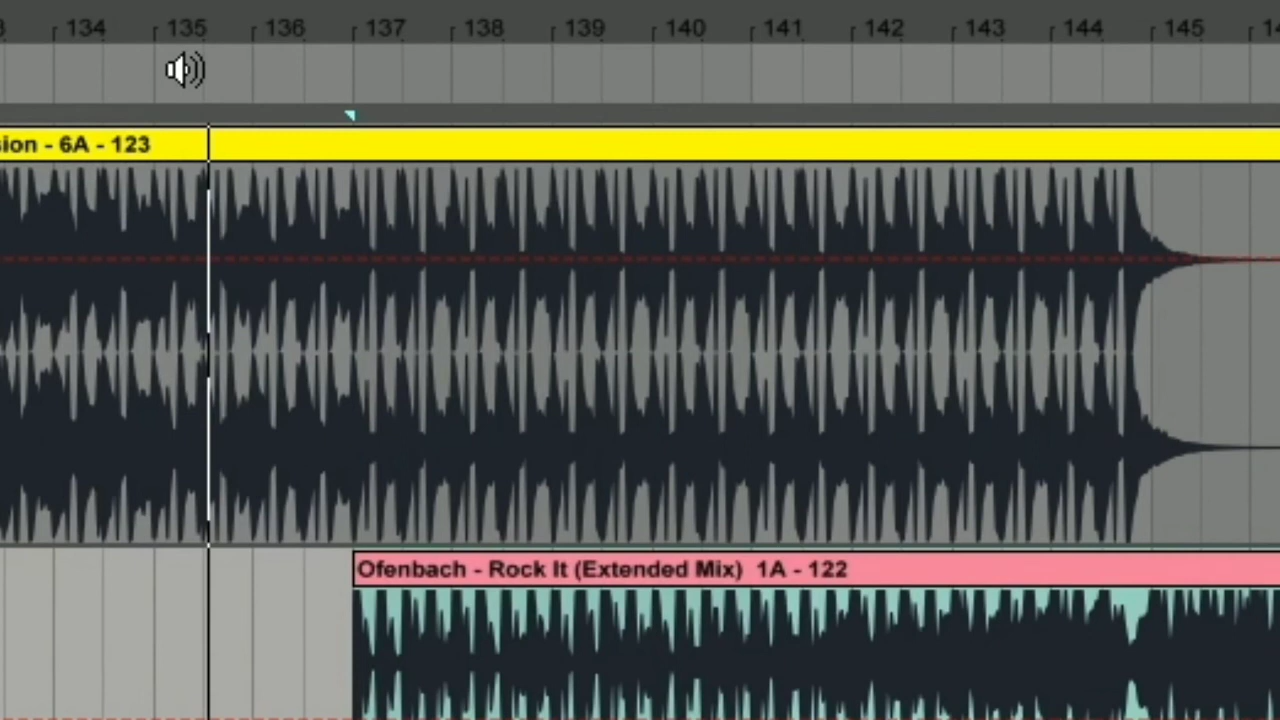 134 135 136 137 138 139 140 141 142 143 144 145
sion - 6A - 123
Ofenbach - Rock It (Extended Mix) 1A - 122